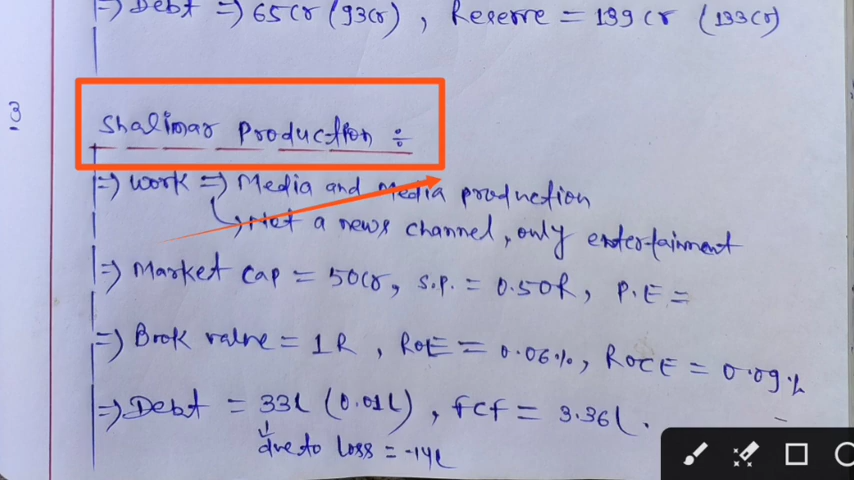 =) Debt =) 65Cr (93Cr), Reserve = 139 Cr (133Cr)
3
Shalimar Production ÷
=) Work =) Media and Media production
Not a news channel, only entertainment
=) Market cap = 50Cr, S.P. = 0.50R, P.E =
=) Book value = 1R, RoE = 0.06%, ROCE = 0.09%
=) Debt = 33L (0.01L), fcf = 3.36L.
due to loss = -14L